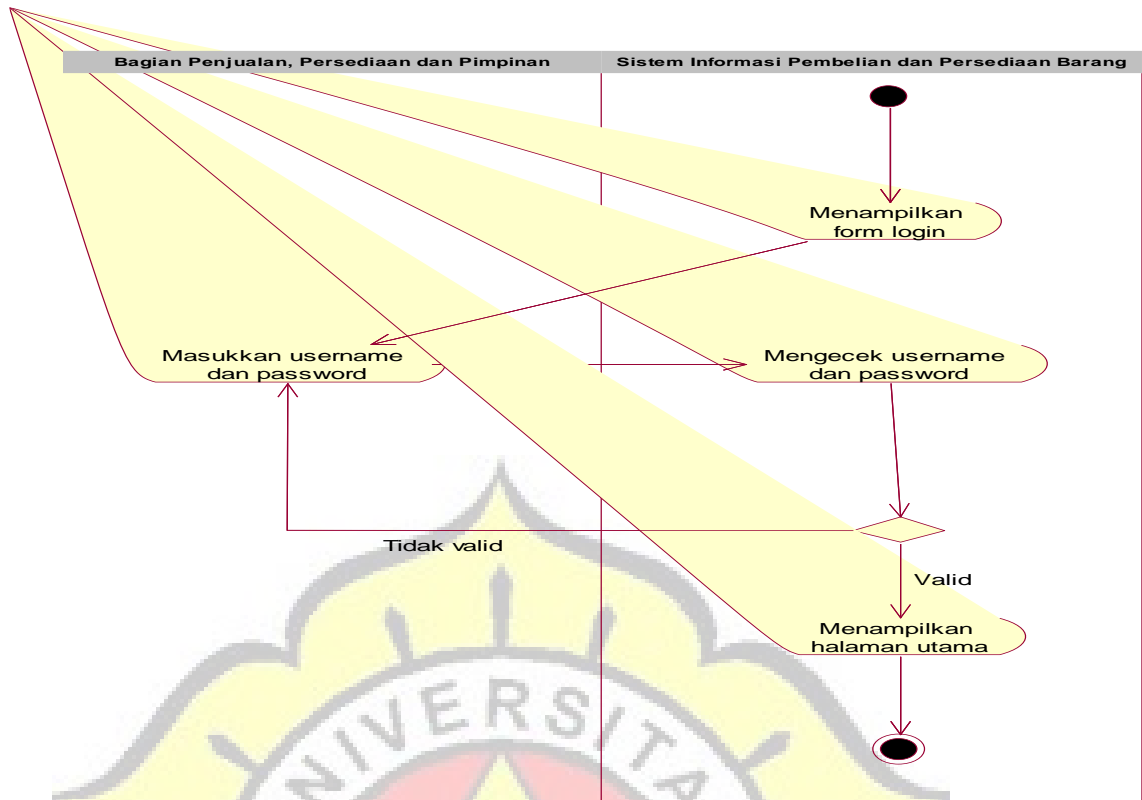 Bagian Penjualan, Persediaan dan Pimpinan
Sistem Informasi Pembelian dan Persediaan Barang
Menampilkan
form login
Masukkan username
dan password
Mengecek username
dan password
Tidak valid
Valid
Menampilkan
halaman utama
NIVERSITA